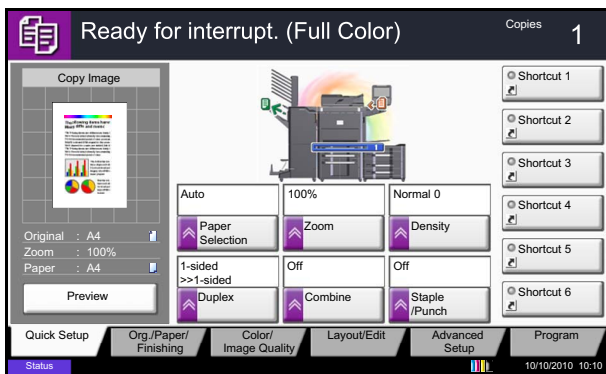 Ready for interrupt. (Full Color)
Copies
1
Copy Image
Original : A4
Zoom : 100%
Paper : A4
Preview
1
Auto
Paper
Selection
100%
Zoom
Normal 0
Density
1-sided
>>1-sided
Duplex
Off
Combine
Off
Staple
/Punch
Shortcut 1
Shortcut 2
Shortcut 3
Shortcut 4
Shortcut 5
Shortcut 6
Quick Setup
Org./Paper/
Finishing
Color/
Image Quality
Layout/Edit
Advanced
Setup
Program
Status
10/10/2010 10:10